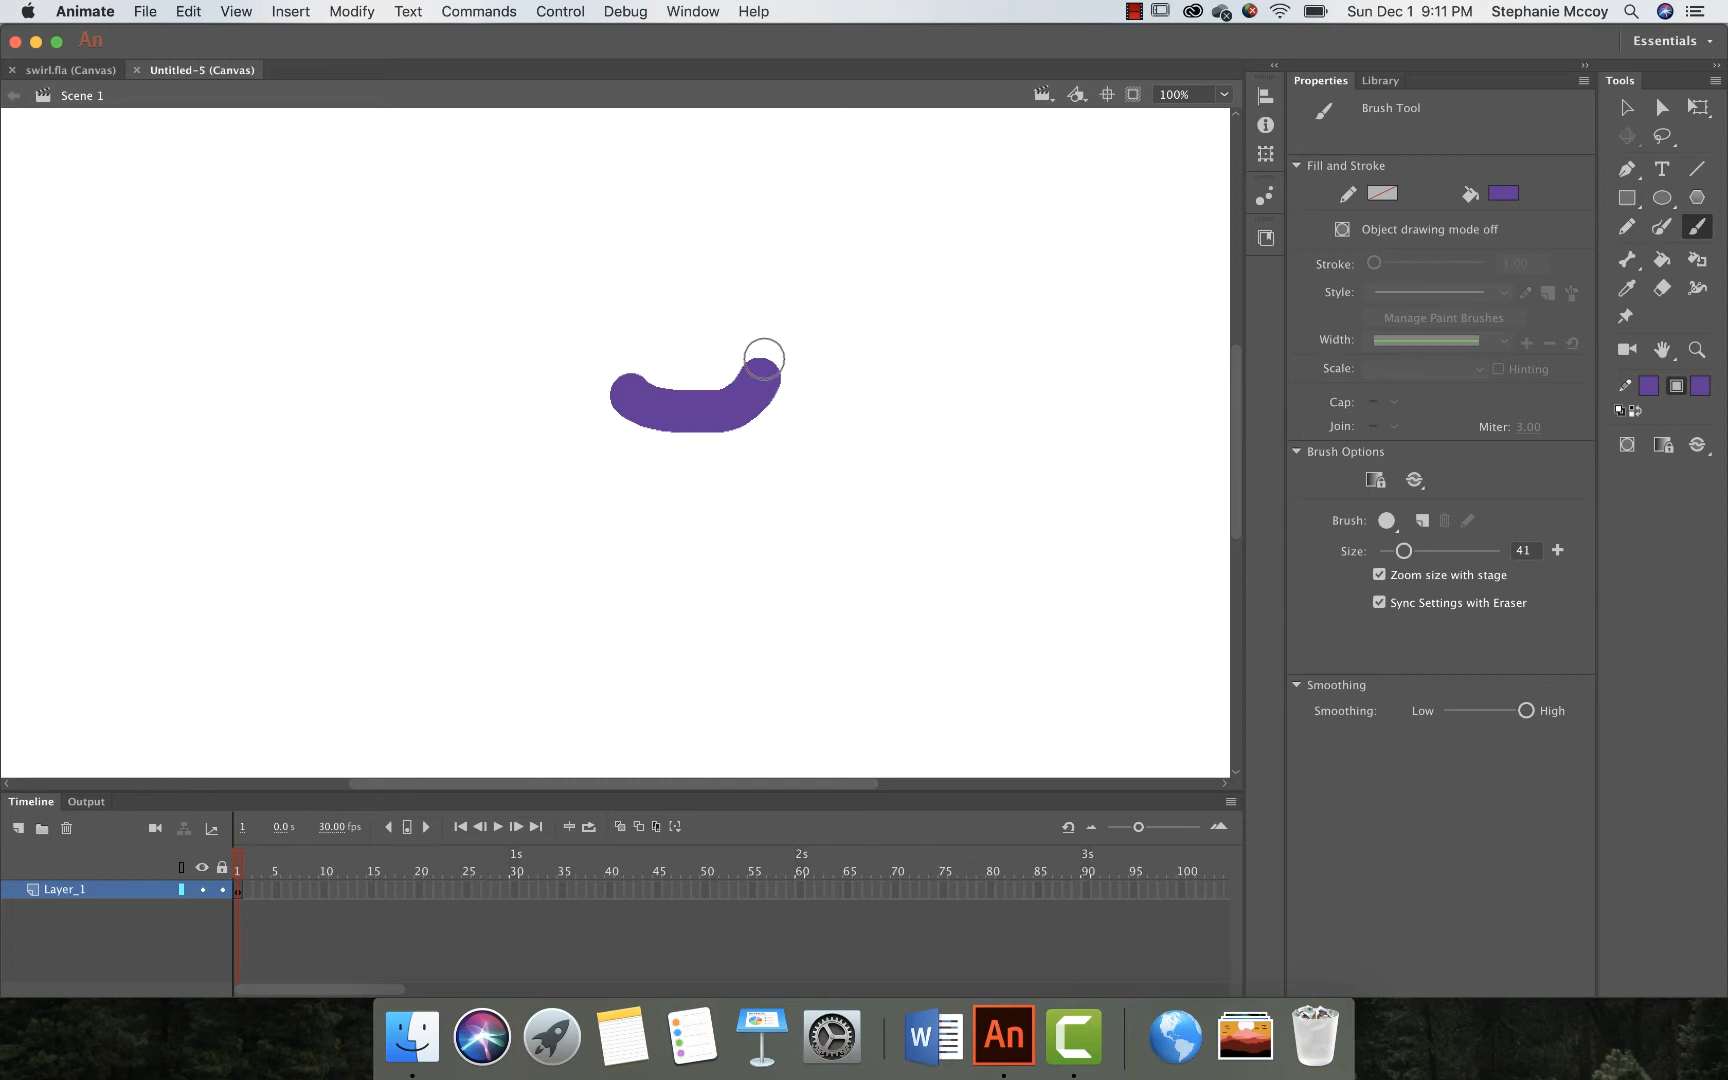 Animate File Edit View Insert Modify Text Commands Control Debug Window Help Sun Dec 1 9:11 PM Stephanie Mccoy
An Essentials
swirl.fla (Canvas) Untitled-5 (Canvas)
Scene 1 100%
Properties Library
Tools
Brush Tool
Fill and Stroke
Object drawing mode off
Stroke: 1.00
Style:
Manage Paint Brushes
Width:
Scale: Hinting
Cap:
Join: Miter: 3.00
Brush Options
Brush:
Size: 41
Zoom size with stage
Sync Settings with Eraser
Smoothing
Smoothing: Low High
Timeline Output
1 0.0 s 30.00 fps
1s 2s 3s
1 5 10 15 20 25 30 35 40 45 50 55 60 65 70 75 80 85 90 95 100
Layer_1
W An C